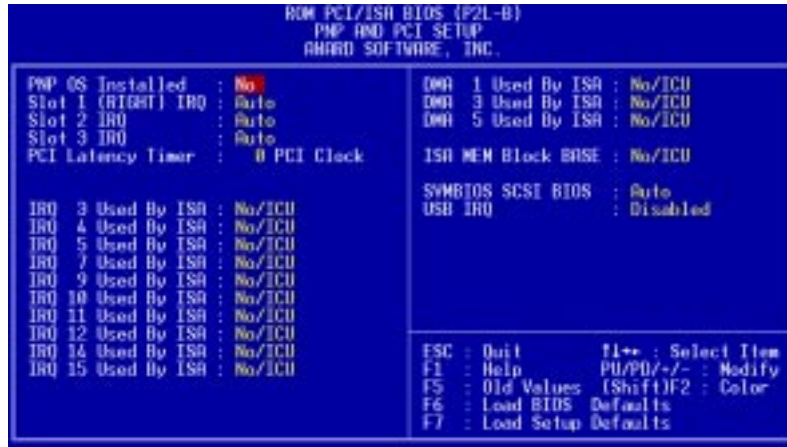 ROM PCI/ISA BIOS (P2L-B)
PNP AND PCI SETUP
AWARD SOFTWARE, INC.
PNP OS Installed : No
Slot 1 (RIGHT) IRQ : Auto
Slot 2 IRQ : Auto
Slot 3 IRQ : Auto
PCI Latency Timer : 0 PCI Clock
IRQ 3 Used By ISA : No/ICU
IRQ 4 Used By ISA : No/ICU
IRQ 5 Used By ISA : No/ICU
IRQ 7 Used By ISA : No/ICU
IRQ 9 Used By ISA : No/ICU
IRQ 10 Used By ISA : No/ICU
IRQ 11 Used By ISA : No/ICU
IRQ 12 Used By ISA : No/ICU
IRQ 14 Used By ISA : No/ICU
IRQ 15 Used By ISA : No/ICU
DMA 1 Used By ISA : No/ICU
DMA 3 Used By ISA : No/ICU
DMA 5 Used By ISA : No/ICU
ISA MEM Block BASE : No/ICU
SYMBIOS SCSI BIOS : Auto
USB IRQ : Disabled
ESC : Quit ↑↓→← : Select Item
F1 : Help PU/PD/+/- : Modify
F5 : Old Values (Shift)F2 : Color
F6 : Load BIOS Defaults
F7 : Load Setup Defaults